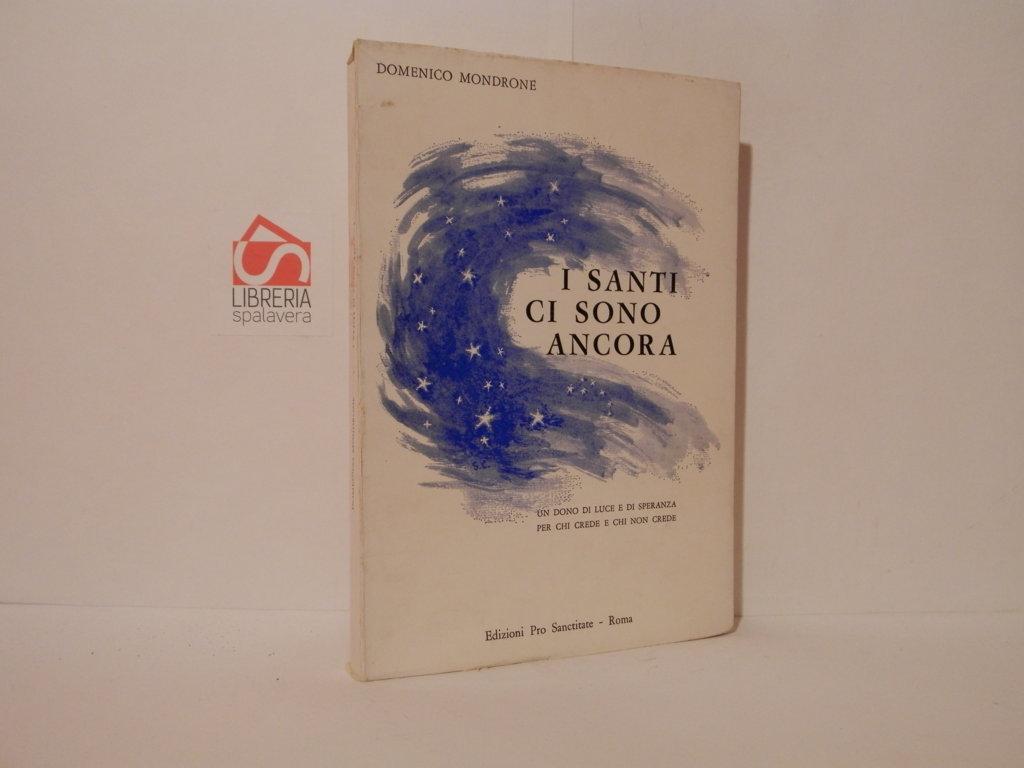 DOMENICO MONDRONE
I SANTI
CI SONO
ANCORA
S.C.
UN DONO DI LUCE E DI SPERANZA
PER CHI CREDE E CHI NON CREDE
Edizioni Pro Sanctitate - Roma
LIBRERIA
spalavera